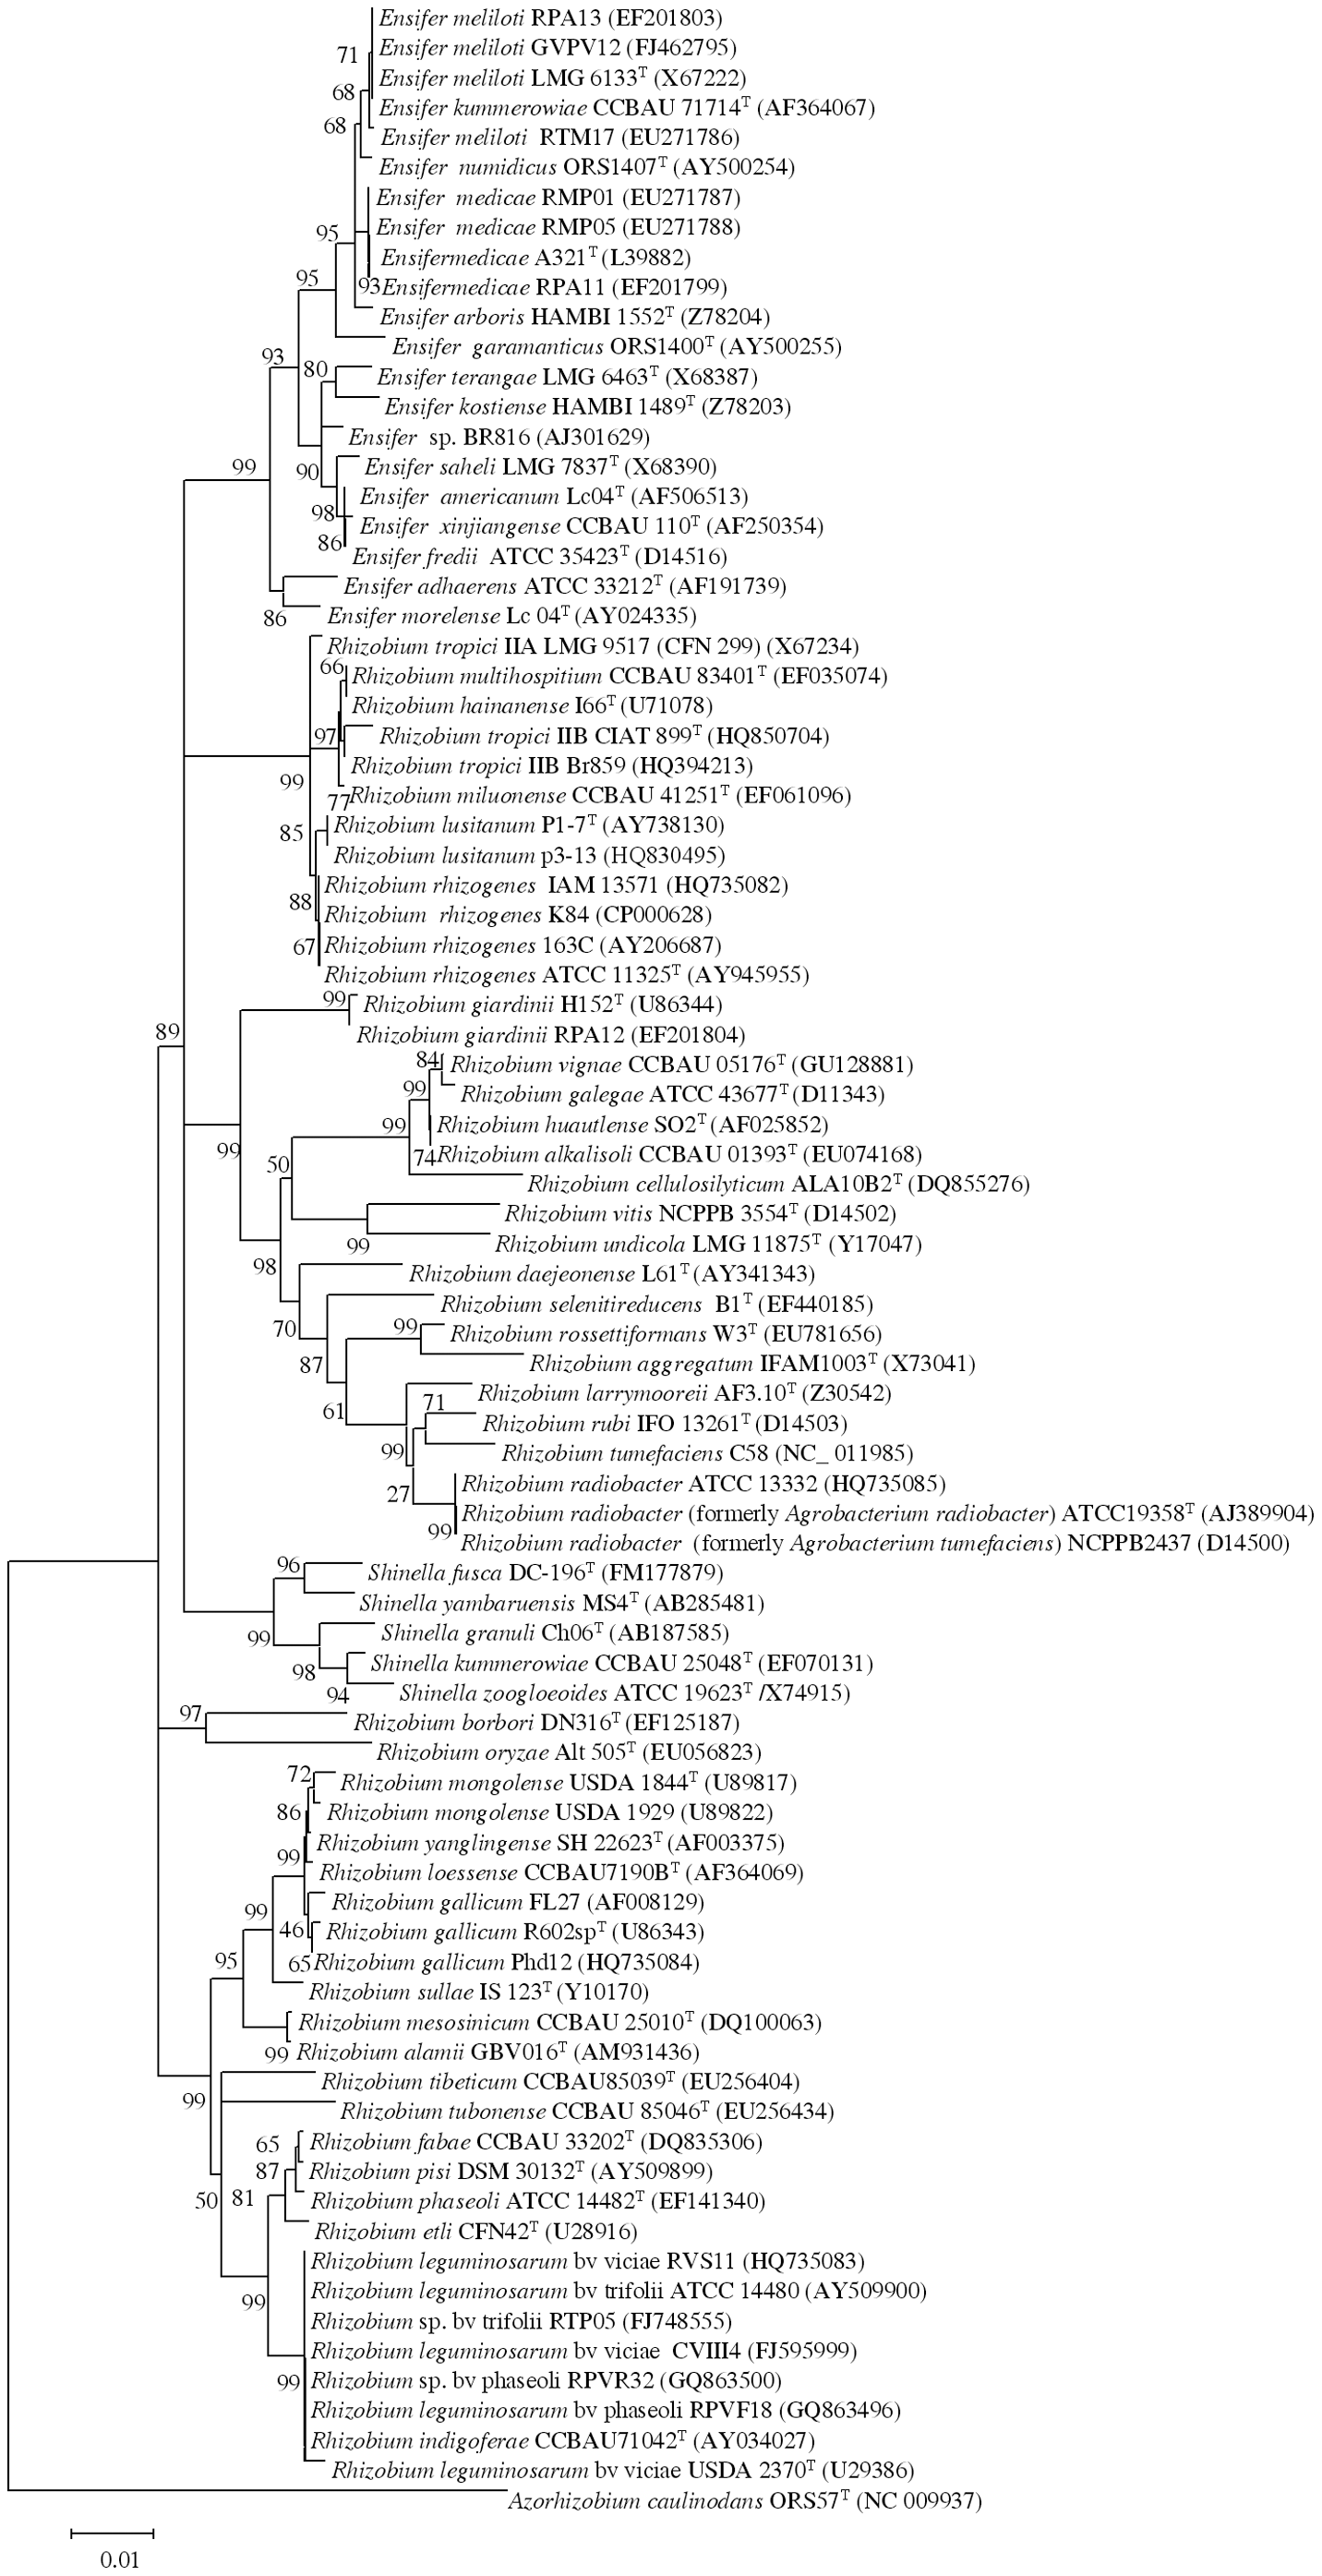 Ensifer meliloti RPA13 (EF201803)
71
Ensifer meliloti GVPV12 (FJ462795)
Ensifer meliloti LMG 6133T (X67222)
68
Ensifer kummerowiae CCBAU 71714T (AF364067)
68
Ensifer meliloti RTM17 (EU271786)
Ensifer numidicus ORS1407T (AY500254)
Ensifer medicae RMP01 (EU271787)
95
Ensifer medicae RMP05 (EU271788)
Ensifermedicae A321T (L39882)
95
93 Ensifermedicae RPA11 (EF201799)
Ensifer arboris HAMBI 1552T (Z78204)
Ensifer garamanticus ORS1400T (AY500255)
93
80
Ensifer terangae LMG 6463T (X68387)
Ensifer kostiense HAMBI 1489T (Z78203)
Ensifer sp. BR816 (AJ301629)
99
90
Ensifer saheli LMG 7837T (X68390)
Ensifer americanum Lc04T (AF506513)
98
Ensifer xinjiangense CCBAU 110T (AF250354)
86
Ensifer fredii ATCC 35423T (D14516)
Ensifer adhaerens ATCC 33212T (AF191739)
86
Ensifer morelense Lc 04T (AY024335)
Rhizobium tropici IIA LMG 9517 (CFN 299) (X67234)
66
Rhizobium multihospitium CCBAU 83401T (EF035074)
Rhizobium hainanense I66T (U71078)
97
Rhizobium tropici IIB CIAT 899T (HQ850704)
Rhizobium tropici IIB Br859 (HQ394213)
99
77 Rhizobium miluonense CCBAU 41251T (EF061096)
85
Rhizobium lusitanum P1-7T (AY738130)
Rhizobium lusitanum p3-13 (HQ830495)
Rhizobium rhizogenes IAM 13571 (HQ735082)
88
Rhizobium rhizogenes K84 (CP000628)
67
Rhizobium rhizogenes 163C (AY206687)
Rhizobium rhizogenes ATCC 11325T (AY945955)
99
Rhizobium giardinii H152T (U86344)
89
Rhizobium giardinii RPA12 (EF201804)
84
Rhizobium vignae CCBAU 05176T (GU128881)
99
Rhizobium galegae ATCC 43677T (D11343)
99
Rhizobium huautlense SO2T (AF025852)
99
74 Rhizobium alkalisoli CCBAU 01393T (EU074168)
50
Rhizobium cellulosilyticum ALA10B2T (DQ855276)
Rhizobium vitis NCPPB 3554T (D14502)
99
Rhizobium undicola LMG 11875T (Y17047)
98
Rhizobium daejeonense L61T (AY341343)
Rhizobium selenitireducens B1T (EF440185)
70
99
Rhizobium rossettiformans W3T (EU781656)
87
Rhizobium aggregatum IFAM1003T (X73041)
Rhizobium larrymooreii AF3.10T (Z30542)
61
71
Rhizobium rubi IFO 13261T (D14503)
99
Rhizobium tumefaciens C58 (NC_ 011985)
27
Rhizobium radiobacter ATCC 13332 (HQ735085)
Rhizobium radiobacter (formerly Agrobacterium radiobacter) ATCC19358T (AJ389904)
99
Rhizobium radiobacter (formerly Agrobacterium tumefaciens) NCPPB2437 (D14500)
96
Shinella fusca DC-196T (FM177879)
Shinella yambaruensis MS4T (AB285481)
99
Shinella granuli Ch06T (AB187585)
98
Shinella kummerowiae CCBAU 25048T (EF070131)
94
Shinella zoogloeoides ATCC 19623T /X74915)
97
Rhizobium borbori DN316T (EF125187)
Rhizobium oryzae Alt 505T (EU056823)
72
Rhizobium mongolense USDA 1844T (U89817)
86
Rhizobium mongolense USDA 1929 (U89822)
Rhizobium yanglingense SH 22623T (AF003375)
99
Rhizobium loessense CCBAU7190BT (AF364069)
Rhizobium gallicum FL27 (AF008129)
99
46
Rhizobium gallicum R602spT (U86343)
95
65 Rhizobium gallicum Phd12 (HQ735084)
Rhizobium sullae IS 123T (Y10170)
Rhizobium mesosinicum CCBAU 25010T (DQ100063)
99
Rhizobium alamii GBV016T (AM931436)
Rhizobium tibeticum CCBAU85039T (EU256404)
99
Rhizobium tubonense CCBAU 85046T (EU256434)
65
Rhizobium fabae CCBAU 33202T (DQ835306)
87
Rhizobium pisi DSM 30132T (AY509899)
50
81
Rhizobium phaseoli ATCC 14482T (EF141340)
Rhizobium etli CFN42T (U28916)
Rhizobium leguminosarum bv viciae RVS11 (HQ735083)
99
Rhizobium leguminosarum bv trifolii ATCC 14480 (AY509900)
Rhizobium sp. bv trifolii RTP05 (FJ748555)
Rhizobium leguminosarum bv viciae CVIII4 (FJ595999)
99
Rhizobium sp. bv phaseoli RPVR32 (GQ863500)
Rhizobium leguminosarum bv phaseoli RPVF18 (GQ863496)
Rhizobium indigoferae CCBAU71042T (AY034027)
Rhizobium leguminosarum bv viciae USDA 2370T (U29386)
Azorhizobium caulinodans ORS57T (NC 009937)
0.01